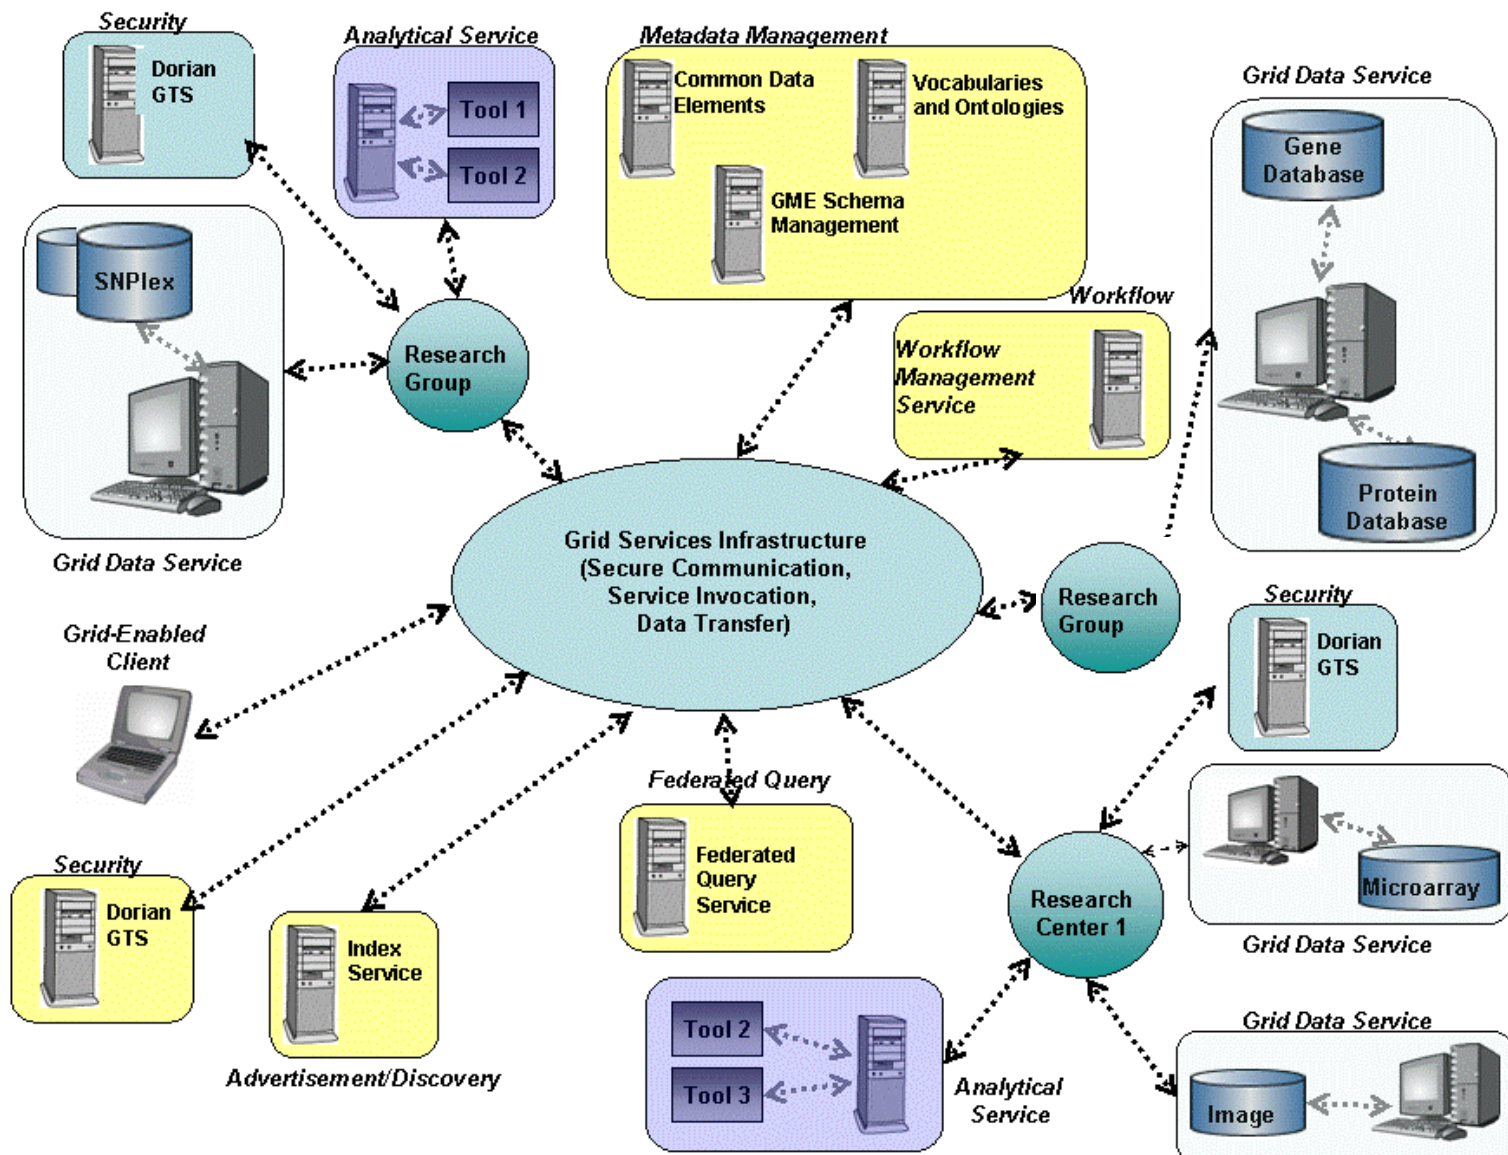 Security
Dorian
GTS
Analytical Service
Tool 1
Tool 2
Metadata Management
Common Data
Elements
Vocabularies
and Ontologies
GME Schema
Management
Grid Data Service
Gene
Database
Protein
Database
SNPlex
Grid Data Service
Research
Group
Workflow
Workflow
Management
Service
Grid Services Infrastructure
(Secure Communication,
Service Invocation,
Data Transfer)
Research
Group
Security
Dorian
GTS
Grid-Enabled
Client
Security
Dorian
GTS
Index
Service
Advertisement/Discovery
Federated Query
Federated
Query
Service
Research
Center 1
Microarray
Grid Data Service
Tool 2
Tool 3
Analytical
Service
Grid Data Service
Image